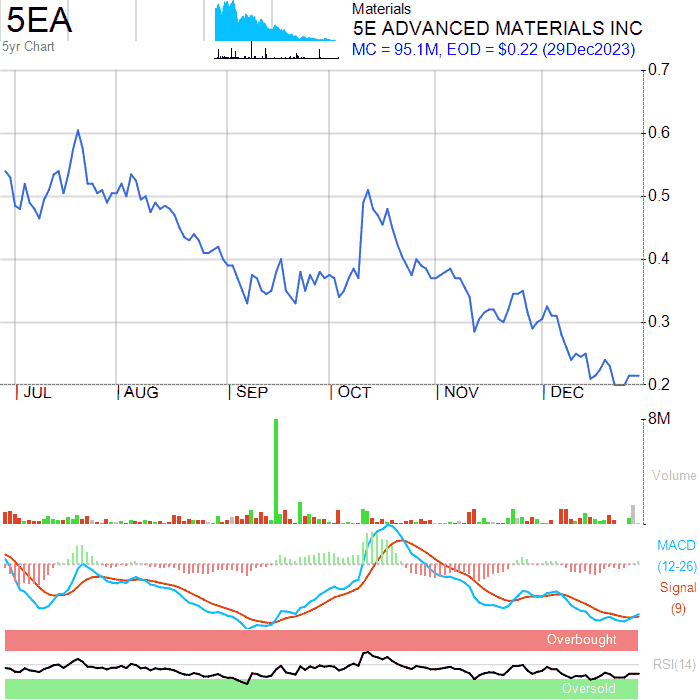 5EA
5yr Chart
Materials
5E ADVANCED MATERIALS INC
MC = 95.1M, EOD = $0.22 (29Dec2023)
0.7
0.6
0.5
0.4
0.3
0.2
JUL AUG SEP OCT NOV DEC
8M
Volume
MACD
(12-26)
Signal
(9)
Overbought
RSI(14)
Oversold